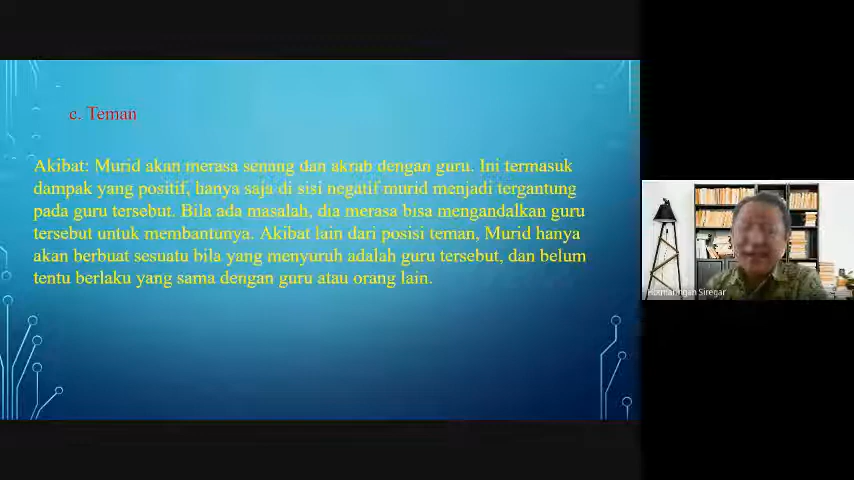 c. Teman
Akibat: Murid akan merasa senang dan akrab dengan guru. Ini termasuk
dampak yang positif, hanya saja di sisi negatif murid menjadi tergantung
pada guru tersebut. Bila ada masalah, dia merasa bisa mengandalkan guru
tersebut untuk membantunya. Akibat lain dari posisi teman, Murid hanya
akan berbuat sesuatu bila yang menyuruh adalah guru tersebut, dan belum
tentu berlaku yang sama dengan guru atau orang lain.
Siregar